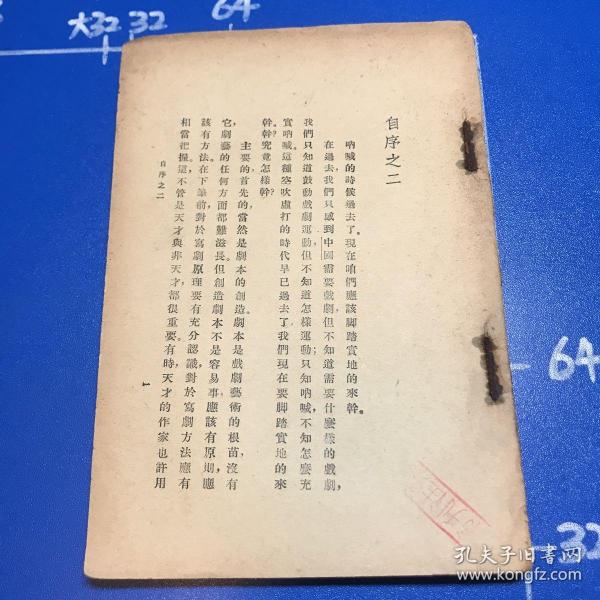 自序之二
吶喊的時候過去了。現在咱們應該脚踏實地的來幹。
在過去，我們只感到中國需要戲劇，但不知道需要什麼樣的戲劇，
我們只知道鼓動戲劇運動，但不知道怎樣運動；只知吶喊，不知怎麼充
實吶喊。這種空吹虛打的時代早已過去了，我們現在要脚踏實地的來
幹。幹？究竟怎樣幹？
主要的首先的當然是劇本的創造。劇本是戲劇藝術的根苗，沒有
它，劇藝的任何方面都難滋長。但創造劇本不是容易事，應該有原則，應
該有方法。在下筆前，對於寫劇原理要有充分認識，對於寫劇方法應有
相當把握。這，不管是天才與非天才，都很重要。有時，天才的作家也許用
自序之二
1
大32
32
64
64
32
孔夫子旧书网
www.kongfz.com